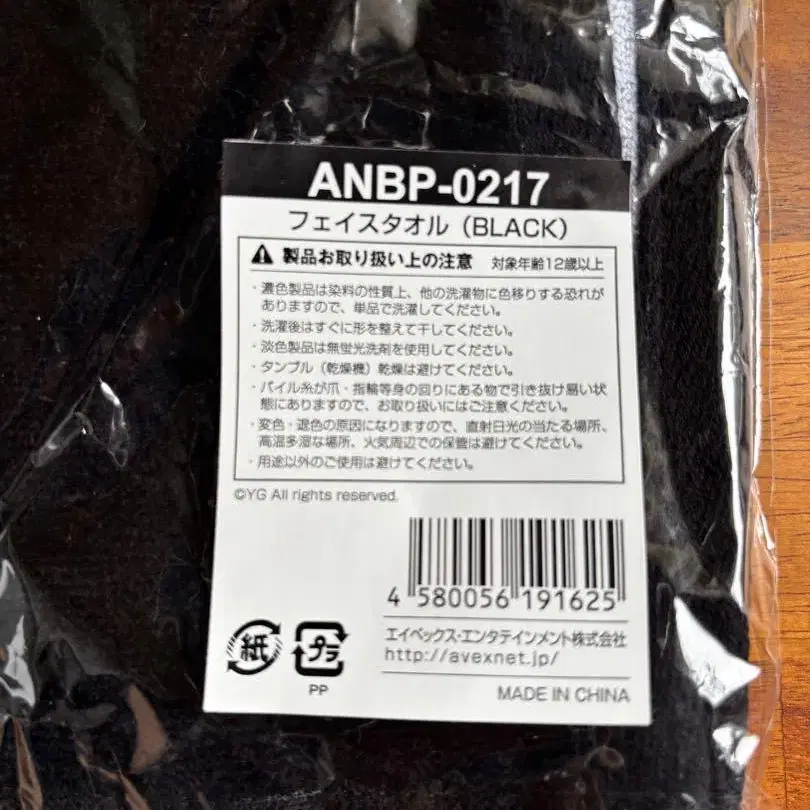 ANBP-0217
フェイスタオル（BLACK）
製品お取り扱い上の注意 対象年齢12歳以上
・濃色製品は染料の性質上、他の洗濯物に色移りする恐れが
ありますので、単品で洗濯してください。
・洗濯後はすぐに形を整えて干してください。
・淡色製品は無蛍光洗剤を使用してください。
・タンブル（乾燥機）乾燥は避けてください。
・パイル糸が爪・指輪等身の回りにある物で引き抜け易い状
態にありますので、お取り扱いにはご注意ください。
・変色・退色の原因になりますので、直射日光の当たる場所、
高温多湿な場所、火気周辺での保管は避けてください。
・用途以外のご使用は避けてください。
©YG All rights reserved.
4 580056 191625
紙
プラ
PP
エイベックス・エンタテインメント株式会社
http://avexnet.jp/
MADE IN CHINA